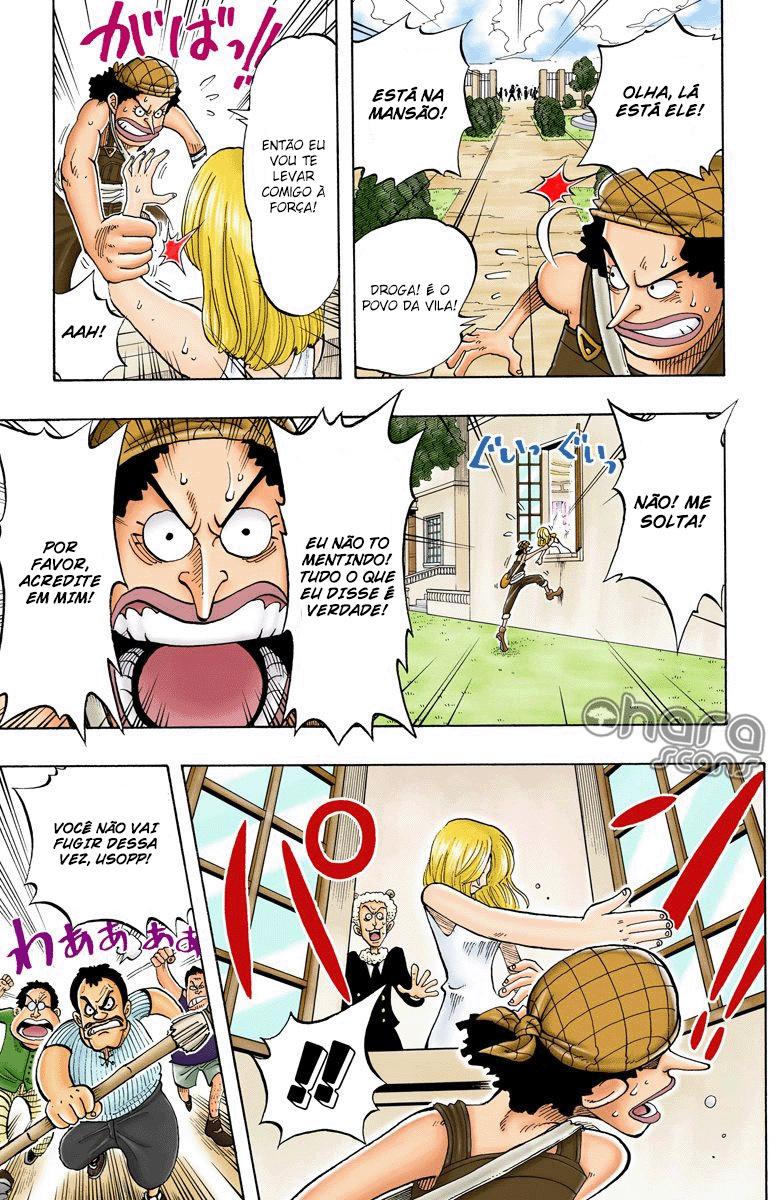 OLHA, LÁ
ESTÁ ELE!
ESTÁ NA
MANSÃO!
DROGA! É O
POVO DA VILA!
がばっ!!
ENTÃO EU
VOU TE
LEVAR
COMIGO À
FORÇA!
AAH!
NÃO! ME
SOLTA!
ぐいっぐいっ
EU NÃO TO
MENTINDO!
TUDO O QUE
EU DISSE É
VERDADE!
POR
FAVOR,
ACREDITE
EM MIM!
ohara
scans
パン!!
!!
VOCÊ NÃO VAI
FUGIR DESSA
VEZ, USOPP!
わああああ